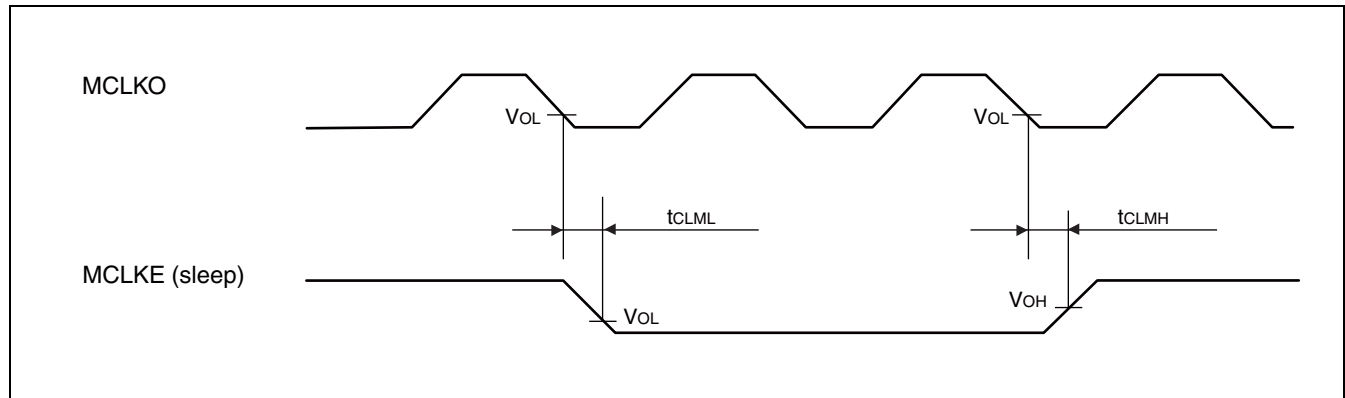 MCLKO
VOL
VOL
tCLML
tCLMH
MCLKE (sleep)
VOH
VOL